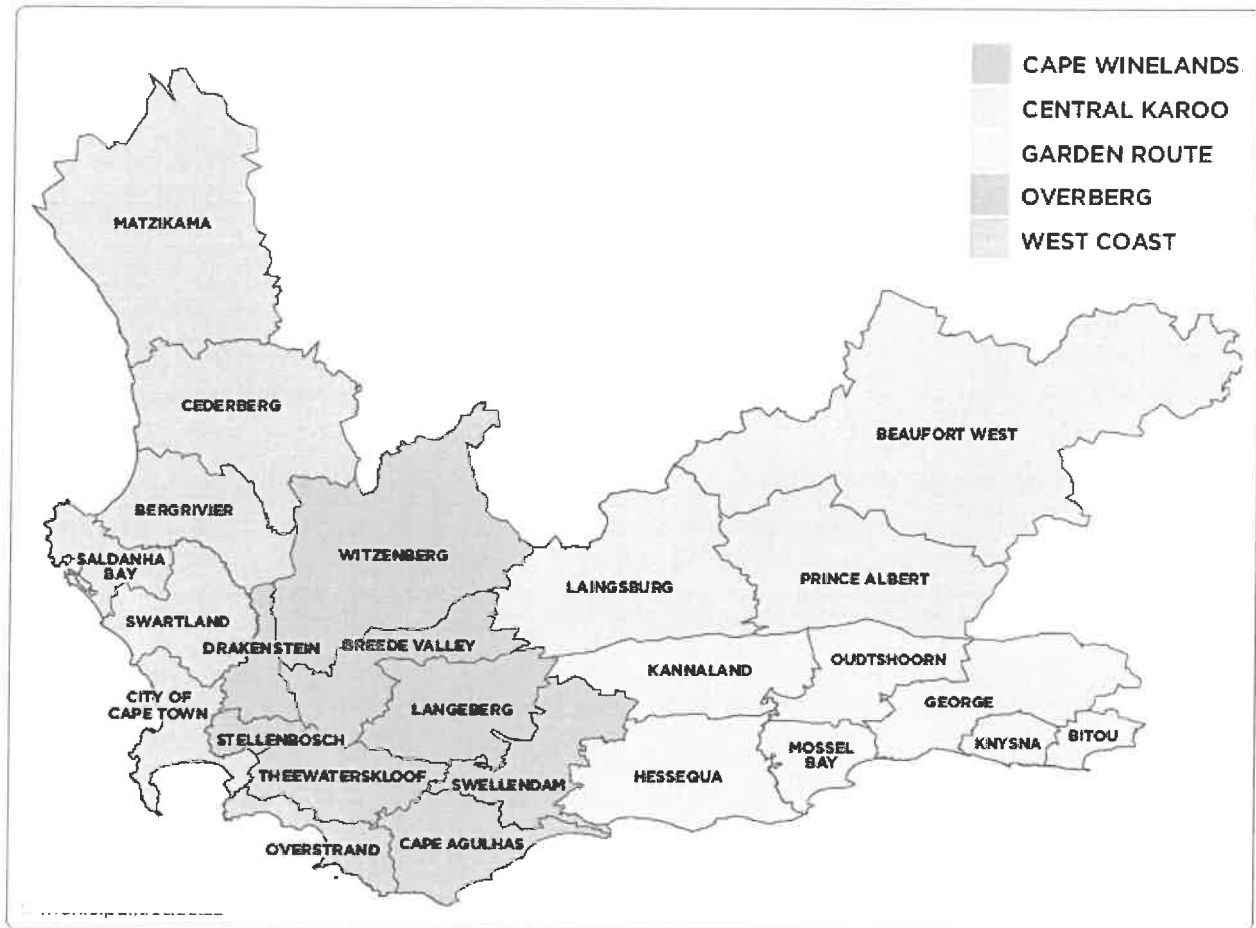 CAPE WINELANDS
CENTRAL KAROO
GARDEN ROUTE
OVERBERG
WEST COAST
MATZIKAMA
CEDERBERG
BEAUFORT WEST
BERGRIVIER
SALDANHA
BAY
WITZENBERG
LAINGSBURG
PRINCE ALBERT
SWARTLAND
DRAKENSTEIN
BREEDE VALLEY
KANNALAND
OUDTSHOORN
CITY OF
CAPE TOWN
LANGEBERG
GEORGE
STELLENBOSCH
KNYSNA
BITOU
MOSSEL
BAY
THEEWATERSKLOOF
SWELLENDAM
HESSEQUA
OVERSTRAND
CAPE AGULHAS